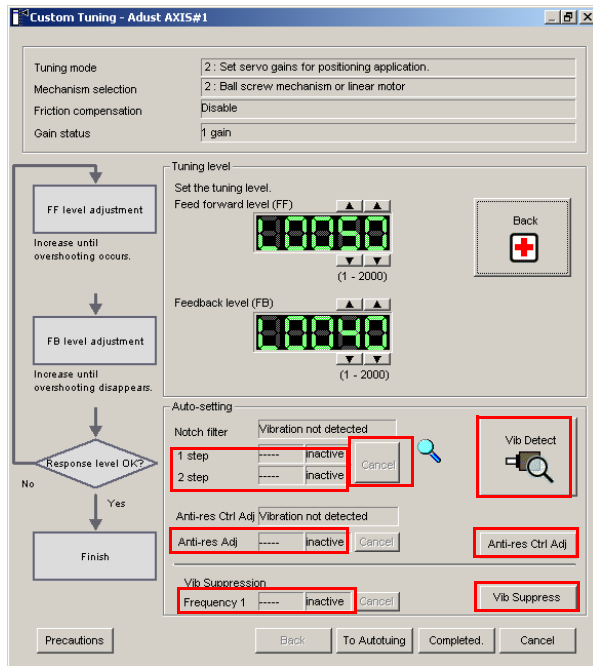 Custom Tuning - Adust AXIS#1
Tuning mode
2 : Set servo gains for positioning application.
Mechanism selection
2 : Ball screw mechanism or linear motor
Friction compensation
Disable
Gain status
1 gain
FF level adjustment
Increase until
overshooting occurs.
FB level adjustment
Increase until
overshooting disappears.
Response level OK?
No
Yes
Finish
Tuning level
Set the tuning level.
Feed forward level (FF)
L0050
(1 - 2000)
Feedback level (FB)
L0040
(1 - 2000)
Back
Auto-setting
Notch filter
Vibration not detected
1 step
-----
inactive
2 step
-----
inactive
Cancel
Vib Detect
Anti-res Ctrl Adj
Vibration not detected
Anti-res Adj
-----
inactive
Cancel
Anti-res Ctrl Adj
Vib Suppression
Frequency 1
-----
inactive
Cancel
Vib Suppress
Precautions
Back
To Autotuing
Completed.
Cancel